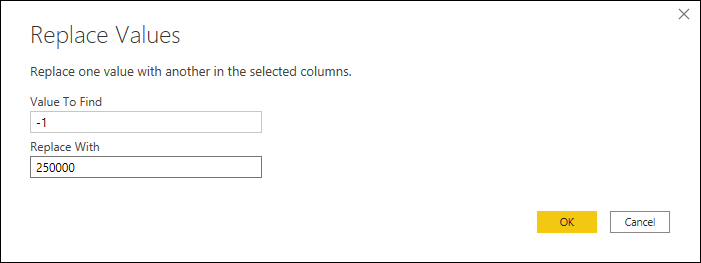 Replace Values
Replace one value with another in the selected columns.
Value To Find
-1
Replace With
250000
OK
Cancel